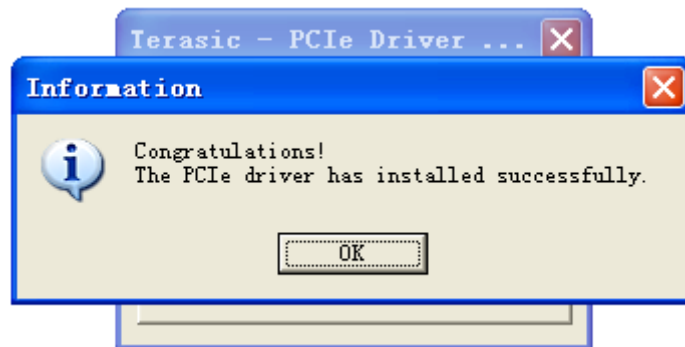 Terasic - PCIe Driver ...
Information
Congratulations!
The PCIe driver has installed successfully.
OK